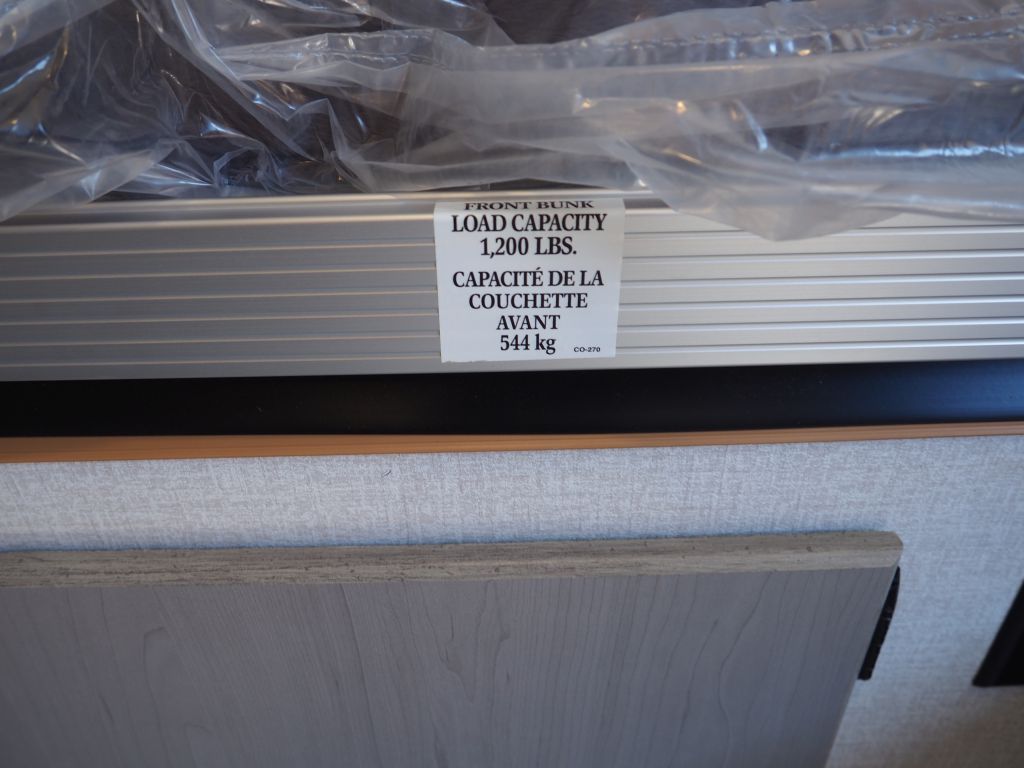 FRONT BUNK
LOAD CAPACITY
1,200 LBS.
CAPACITÉ DE LA
COUCHETTE
AVANT
544 kg CO-270